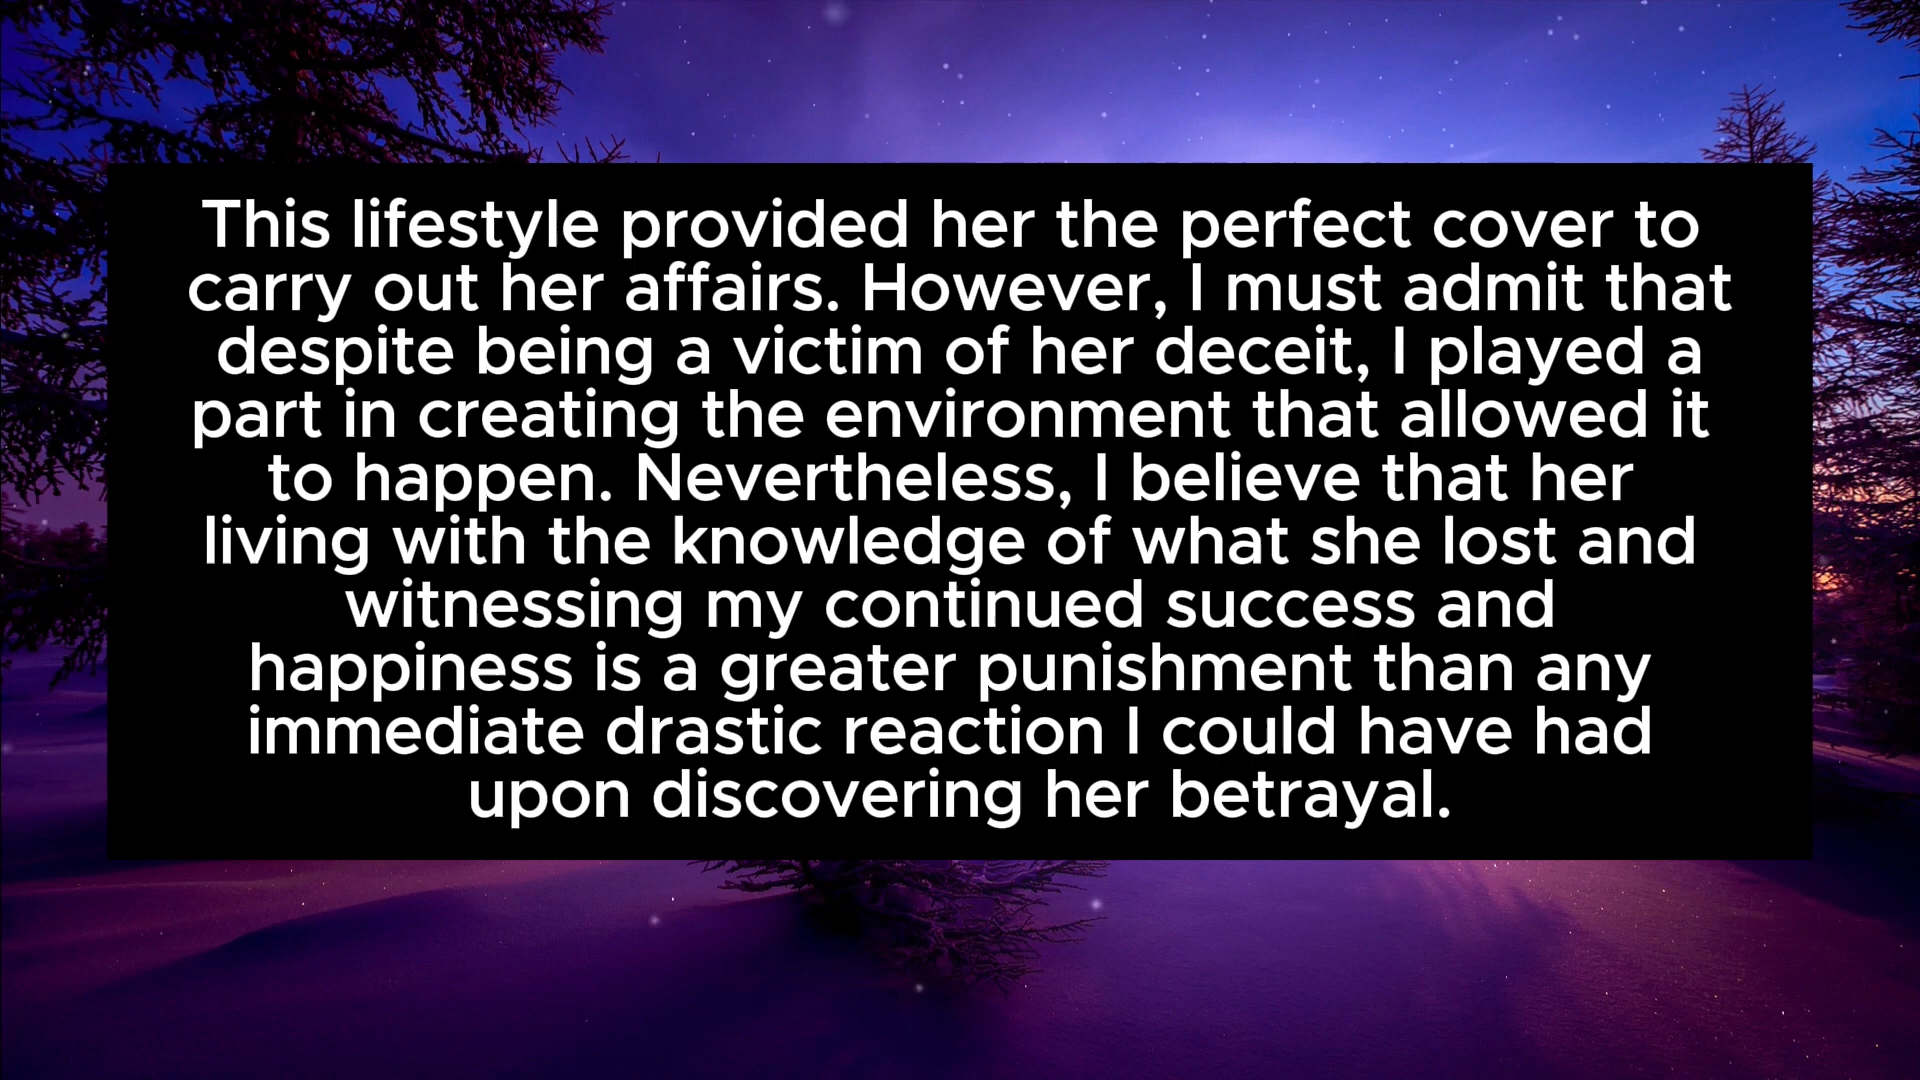 This lifestyle provided her the perfect cover to
carry out her affairs. However, I must admit that
despite being a victim of her deceit, I played a
part in creating the environment that allowed it
to happen. Nevertheless, I believe that her
living with the knowledge of what she lost and
witnessing my continued success and
happiness is a greater punishment than any
immediate drastic reaction I could have had
upon discovering her betrayal.